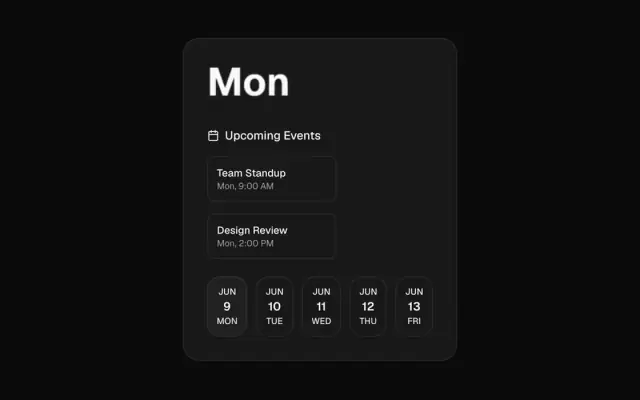 Mon
Upcoming Events
Team Standup
Mon, 9:00 AM
Design Review
Mon, 2:00 PM
JUN JUN JUN JUN JUN
9 10 11 12 13
MON TUE WED THU FRI